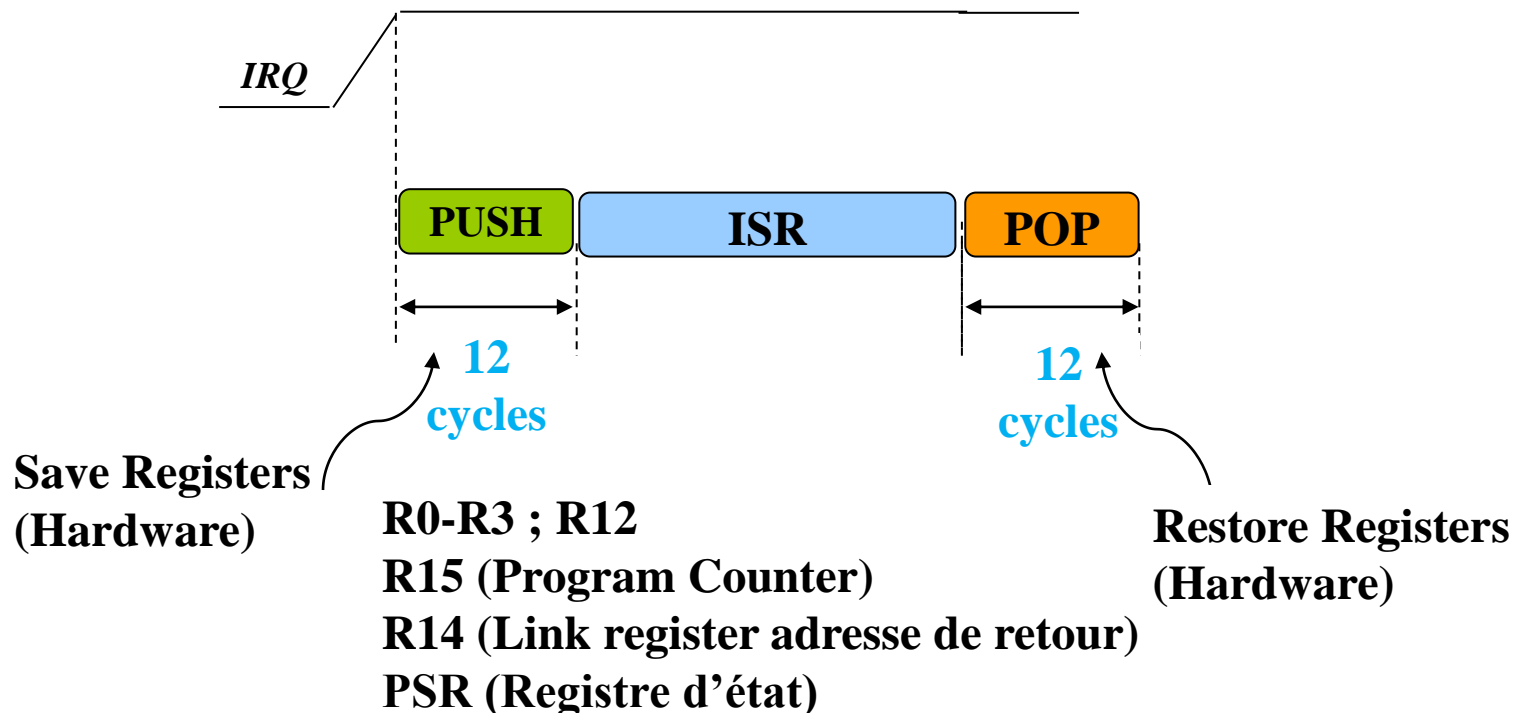 IRQ
PUSH
ISR
POP
12
cycles
12
cycles
Save Registers
(Hardware)
R0-R3 ; R12
R15 (Program Counter)
R14 (Link register adresse de retour)
PSR (Registre d’état)
Restore Registers
(Hardware)